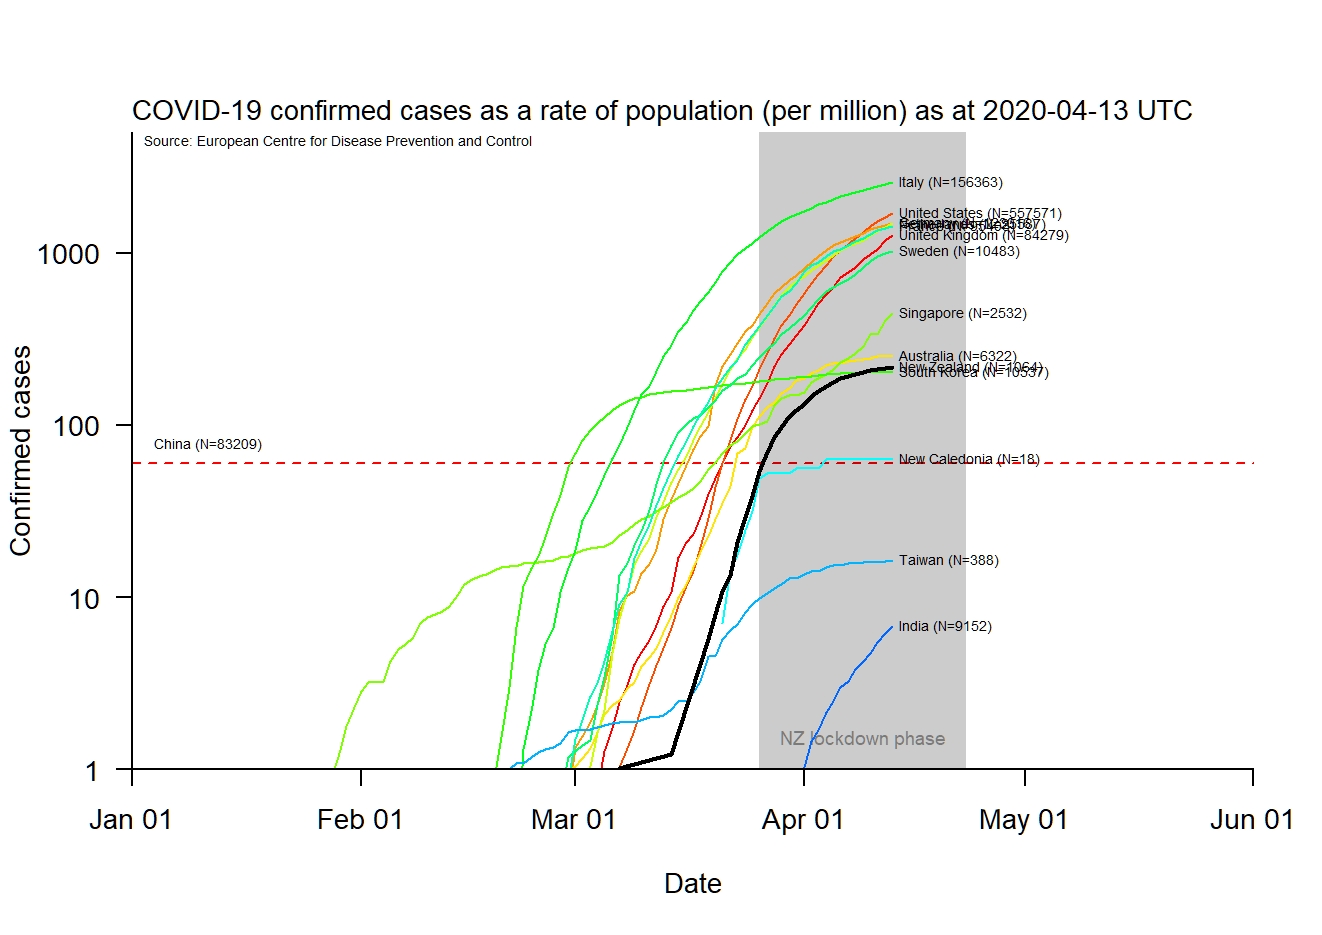 COVID-19 confirmed cases as a rate of population (per million) as at 2020-04-13 UTC
Source: European Centre for Disease Prevention and Control
Italy (N=156363)
United States (N=557571)
United Kingdom (N=84279)
Sweden (N=10483)
1000
Singapore (N=2532)
Australia (N=6322)
New Zealand (N=1064)
South Korea (N=10537)
100
China (N=83209)
New Caledonia (N=18)
Taiwan (N=388)
10
India (N=9152)
NZ lockdown phase
1
Confirmed cases
Jan 01 Feb 01 Mar 01 Apr 01 May 01 Jun 01
Date